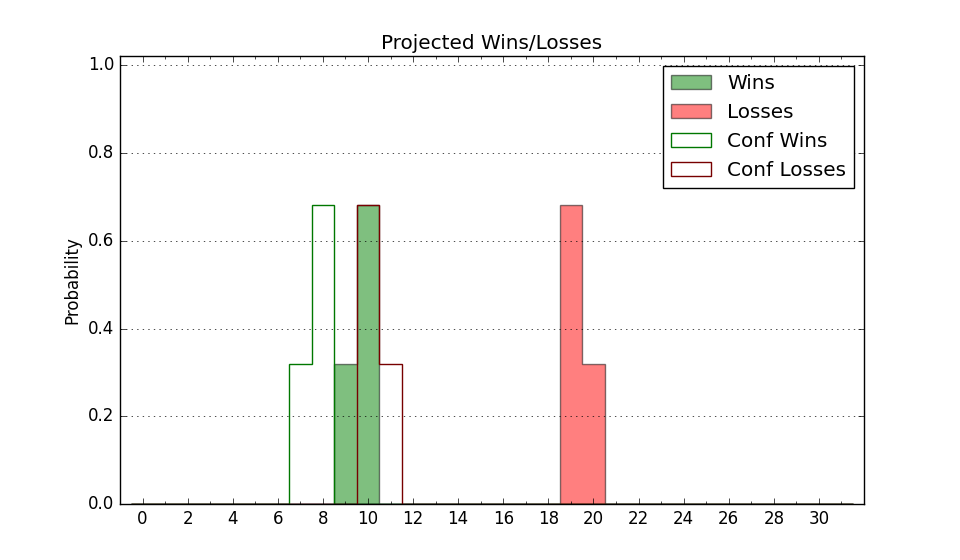 Projected Wins/Losses
Wins
Losses
Conf Wins
Conf Losses
Probability
1.0
0.8
0.6
0.4
0.2
0.0
0 2 4 6 8 10 12 14 16 18 20 22 24 26 28 30